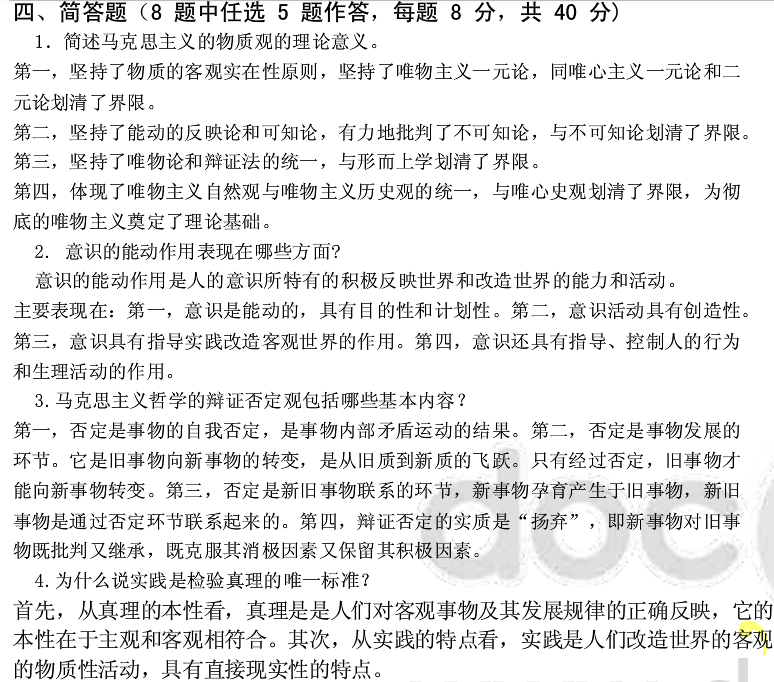 四、简答题（8 题中任选 5 题作答，每题 8 分，共 40 分）
1．简述马克思主义的物质观的理论意义。
第一，坚持了物质的客观实在性原则，坚持了唯物主义一元论，同唯心主义一元论和二
元论划清了界限。
第二，坚持了能动的反映论和可知论，有力地批判了不可知论，与不可知论划清了界限。
第三，坚持了唯物论和辩证法的统一，与形而上学划清了界限。
第四，体现了唯物主义自然观与唯物主义历史观的统一，与唯心史观划清了界限，为彻
底的唯物主义奠定了理论基础。
2. 意识的能动作用表现在哪些方面?
意识的能动作用是人的意识所特有的积极反映世界和改造世界的能力和活动。
主要表现在：第一，意识是能动的，具有目的性和计划性。第二，意识活动具有创造性。
第三，意识具有指导实践改造客观世界的作用。第四，意识还具有指导、控制人的行为
和生理活动的作用。
3.马克思主义哲学的辩证否定观包括哪些基本内容？
第一，否定是事物的自我否定，是事物内部矛盾运动的结果。第二，否定是事物发展的
环节。它是旧事物向新事物的转变，是从旧质到新质的飞跃。只有经过否定，旧事物才
能向新事物转变。第三，否定是新旧事物联系的环节，新事物孕育产生于旧事物，新旧
事物是通过否定环节联系起来的。第四，辩证否定的实质是“扬弃”，即新事物对旧事
物既批判又继承，既克服其消极因素又保留其积极因素。
4.为什么说实践是检验真理的唯一标准？
首先，从真理的本性看，真理是是人们对客观事物及其发展规律的正确反映，它的
本性在于主观和客观相符合。其次，从实践的特点看，实践是人们改造世界的客观
的物质性活动，具有直接现实性的特点。
doc